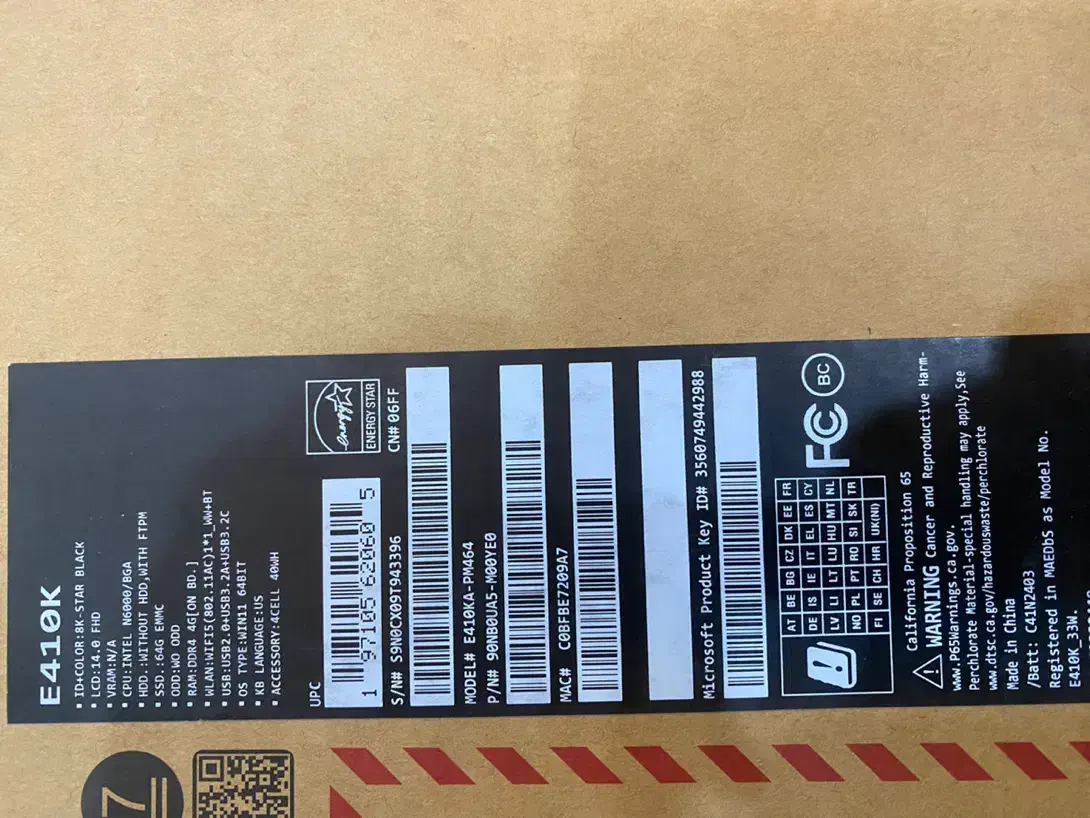 E410K
▪ ID+COLOR:8K-STAR BLACK
▪ LCD:14.0 FHD
▪ VRAM:N/A
▪ CPU:INTEL N6000/BGA
▪ HDD.:WITHOUT HDD,WITH FTPM
▪ SSD.:64G EMMC
▪ ODD:WO ODD
▪ RAM:DDR4 4G[ON BD.]
▪ WLAN:WIFI5(802.11AC)1*1_WW+BT
▪ USB:USB2.0+USB3.2A+USB3.2C
▪ OS TYPE:WIN11 64BIT
▪ KB LANGUAGE:US
▪ ACCESSORY:4CELL 40WH
UPC
1 97105 62060 5
energy
ENERGY STAR
S/N# S9N0CX09T943396 CN# 06FF
MODEL# E410KA-PM464
P/N# 90NB0UA5-M00YE0
MAC# C0BFBE7209A7
Microsoft Product Key ID# 3560749442988
AT BE BG CZ DK EE FR
DE IS IE IT EL ES CY
LV LI LT LU HU MT NL
NO PL PT RO SI SK TR
FI SE CH HR UK(NI)
FC
BC
California Proposition 65
WARNING Cancer and Reproductive Harm-
www.P65Warnings.ca.gov.
Perchlorate Material-special handling may apply,See
www.dtsc.ca.gov/hazardouswaste/perchlorate
Made in China
/Batt: C41N2403
Registered in MAEDbS as Model No.
E410K_33W.
7